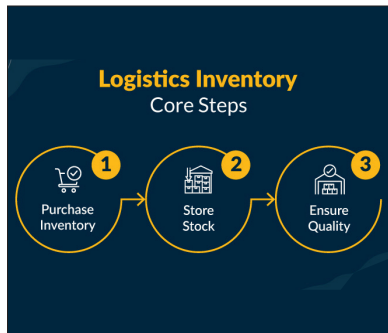 Logistics Inventory
Core Steps
1
Purchase
Inventory
2
Store
Stock
3
Ensure
Quality